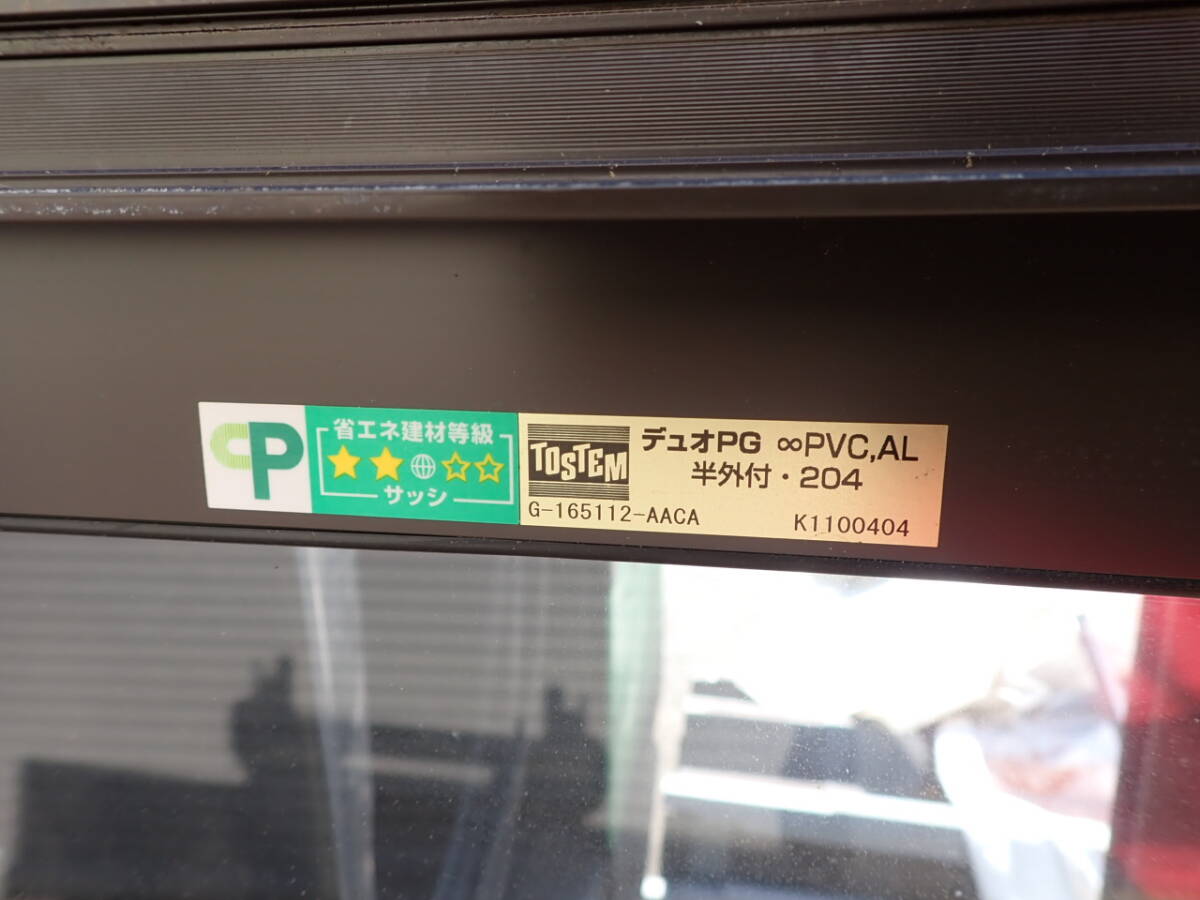 CP
省エネ建材等級
★★☆☆
サッシ
TOSTEM
デュオPG ∞PVC,AL
半外付・204
G-165112-AACA K1100404